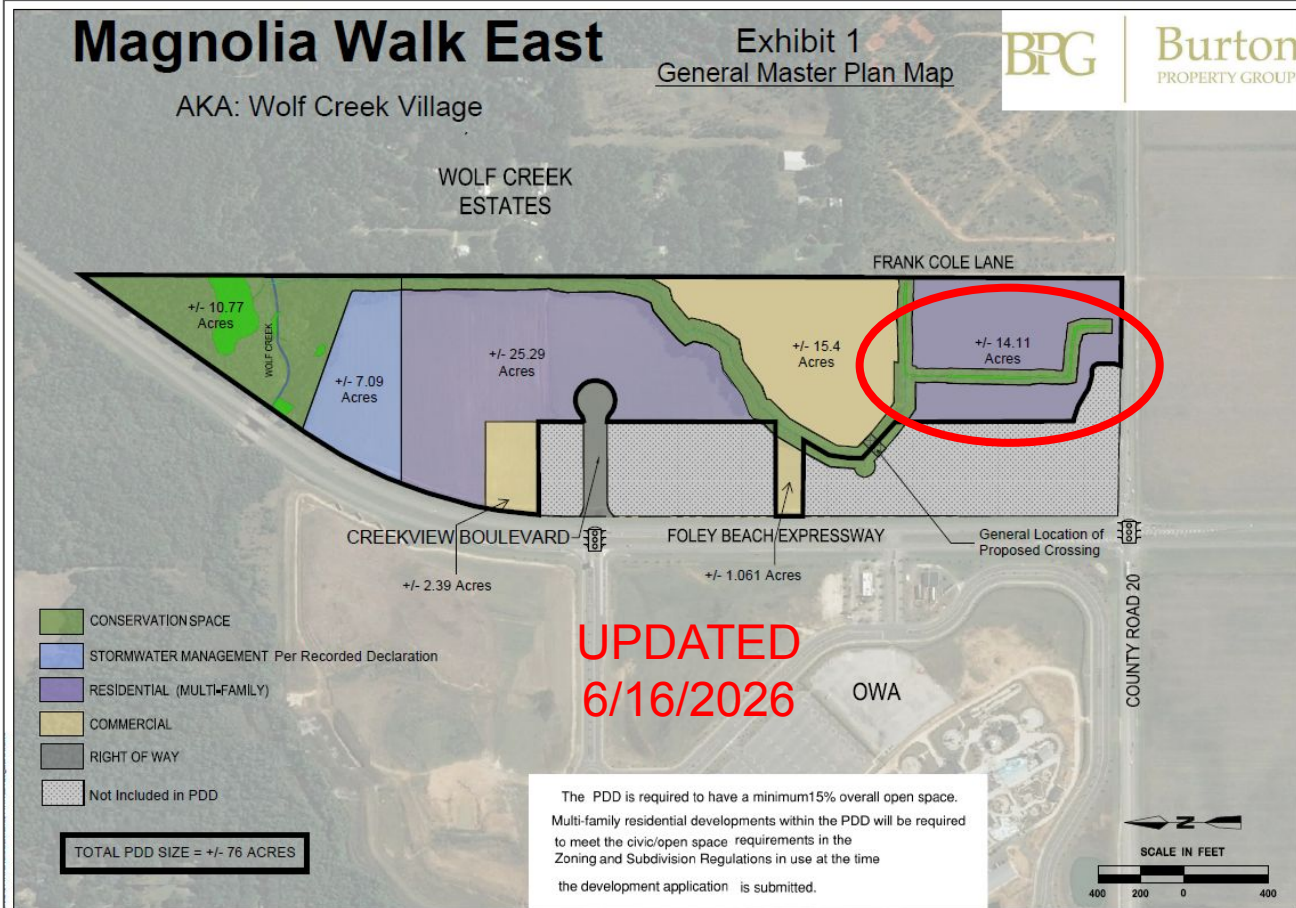 Magnolia Walk East
AKA: Wolf Creek Village
Exhibit 1
General Master Plan Map
BPG
Burton
PROPERTY GROUP
WOLF CREEK
ESTATES
FRANK COLE LANE
+/- 10.77
Acres
WOLF CREEK
+/- 7.09
Acres
+/- 25.29
Acres
+/- 15.4
Acres
+/- 14.11
Acres
CREEKVIEW BOULEVARD
FOLEY BEACH EXPRESSWAY
General Location of
Proposed Crossing
+/- 2.39 Acres
+/- 1.061 Acres
COUNTY ROAD 20
CONSERVATION SPACE
STORMWATER MANAGEMENT Per Recorded Declaration
RESIDENTIAL (MULTI-FAMILY)
COMMERCIAL
RIGHT OF WAY
Not Included in PDD
UPDATED
6/16/2026
OWA
TOTAL PDD SIZE = +/- 76 ACRES
The PDD is required to have a minimum15% overall open space.
Multi-family residential developments within the PDD will be required
to meet the civic/open space requirements in the
Zoning and Subdivision Regulations in use at the time
the development application is submitted.
N
SCALE IN FEET
400 200 0 400